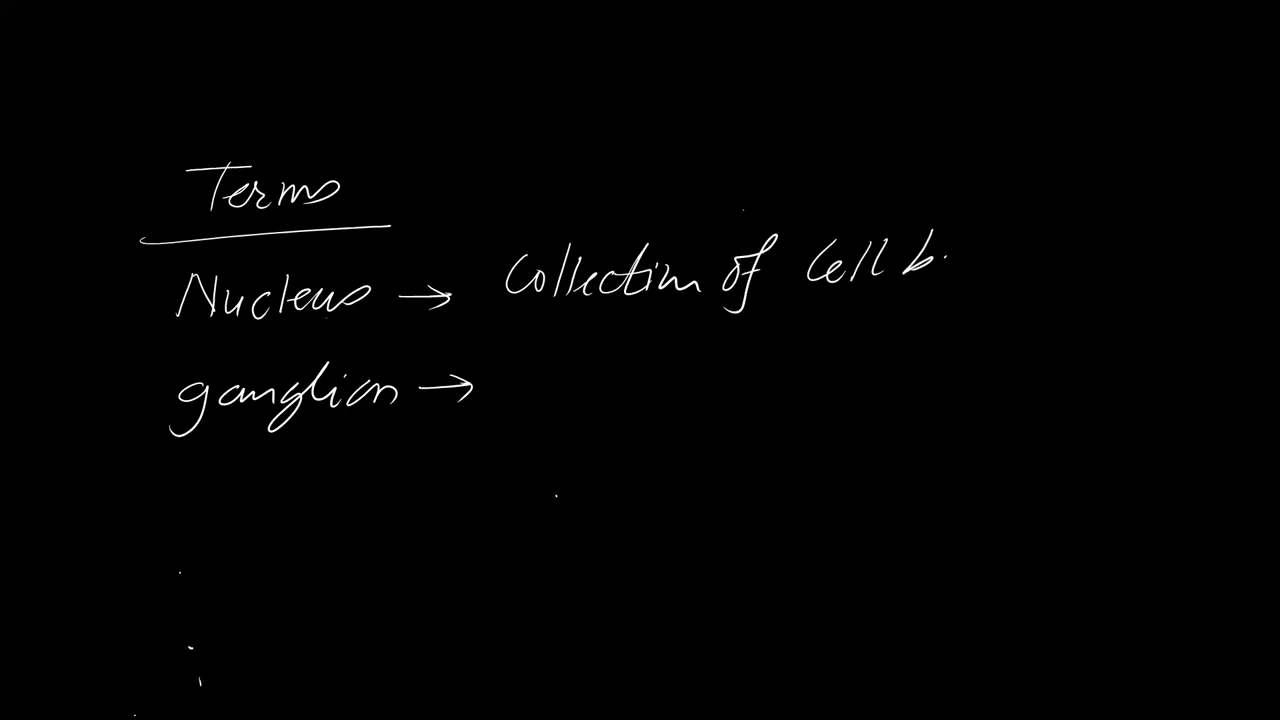 Terms
Nucleus → Collection of Cell b.
ganglion →